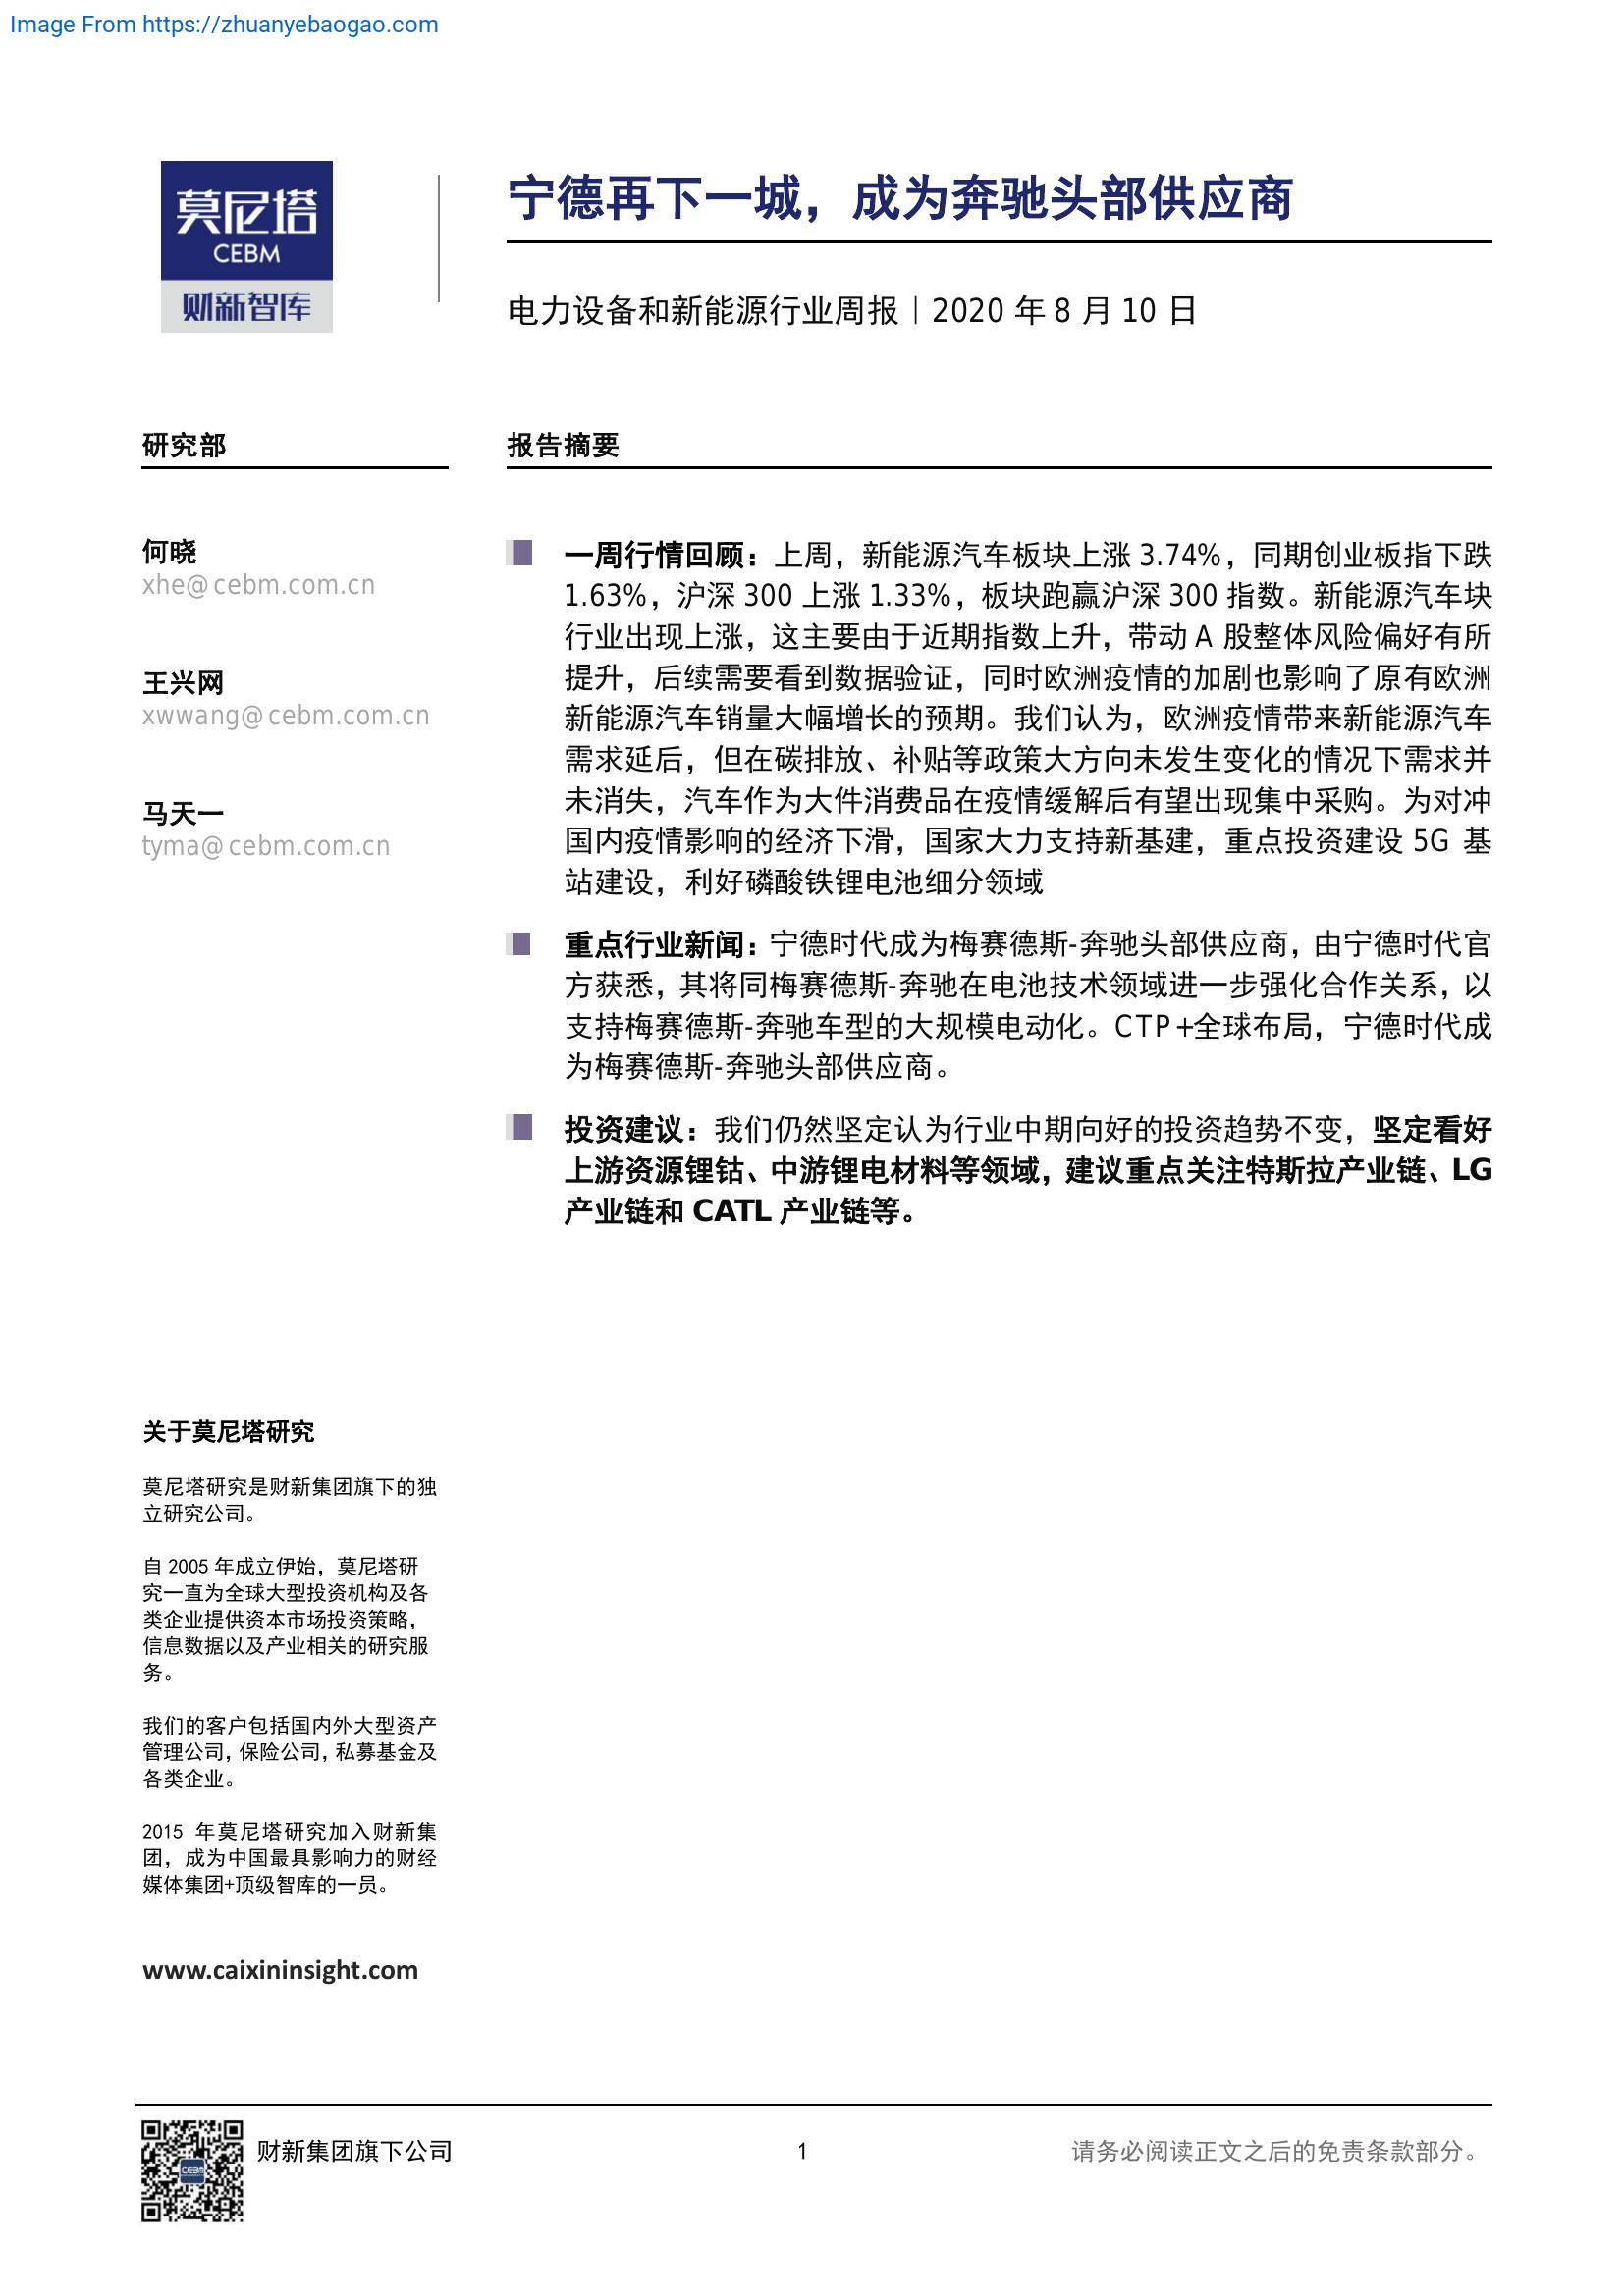 Image From https://zhuanyebaogao.com
莫尼塔
CEBM
财新智库
宁德再下一城，成为奔驰头部供应商
电力设备和新能源行业周报｜2020 年 8 月 10 日
研究部
何晓
xhe@cebm.com.cn
王兴网
xwwang@cebm.com.cn
马天一
tyma@cebm.com.cn
报告摘要
一周行情回顾：上周，新能源汽车板块上涨 3.74%，同期创业板指下跌
1.63%，沪深 300 上涨 1.33%，板块跑赢沪深 300 指数。新能源汽车块
行业出现上涨，这主要由于近期指数上升，带动 A 股整体风险偏好有所
提升，后续需要看到数据验证，同时欧洲疫情的加剧也影响了原有欧洲
新能源汽车销量大幅增长的预期。我们认为，欧洲疫情带来新能源汽车
需求延后，但在碳排放、补贴等政策大方向未发生变化的情况下需求并
未消失，汽车作为大件消费品在疫情缓解后有望出现集中采购。为对冲
国内疫情影响的经济下滑，国家大力支持新基建，重点投资建设 5G 基
站建设，利好磷酸铁锂电池细分领域
重点行业新闻：宁德时代成为梅赛德斯-奔驰头部供应商，由宁德时代官
方获悉，其将同梅赛德斯-奔驰在电池技术领域进一步强化合作关系，以
支持梅赛德斯-奔驰车型的大规模电动化。CTP+全球布局，宁德时代成
为梅赛德斯-奔驰头部供应商。
投资建议：我们仍然坚定认为行业中期向好的投资趋势不变，坚定看好
上游资源锂钴、中游锂电材料等领域，建议重点关注特斯拉产业链、LG
产业链和 CATL 产业链等。
关于莫尼塔研究
莫尼塔研究是财新集团旗下的独
立研究公司。
自 2005 年成立伊始，莫尼塔研
究一直为全球大型投资机构及各
类企业提供资本市场投资策略，
信息数据以及产业相关的研究服
务。
我们的客户包括国内外大型资产
管理公司，保险公司，私募基金及
各类企业。
2015 年莫尼塔研究加入财新集
团，成为中国最具影响力的财经
媒体集团+顶级智库的一员。
www.caixininsight.com
CEBM
财新集团旗下公司
1
请务必阅读正文之后的免责条款部分。